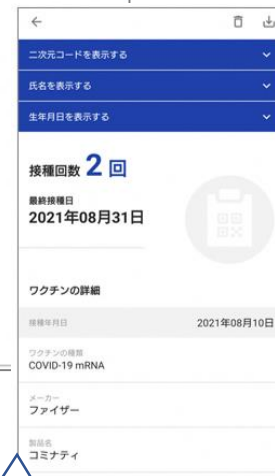 二次元コードを表示する
氏名を表示する
生年月日を表示する
接種回数 2 回
最終接種日
2021年08月31日
ワクチンの詳細
接種年月日 2021年08月10日
ワクチンの種類
COVID-19 mRNA
メーカー
ファイザー
製品名
コミナティ